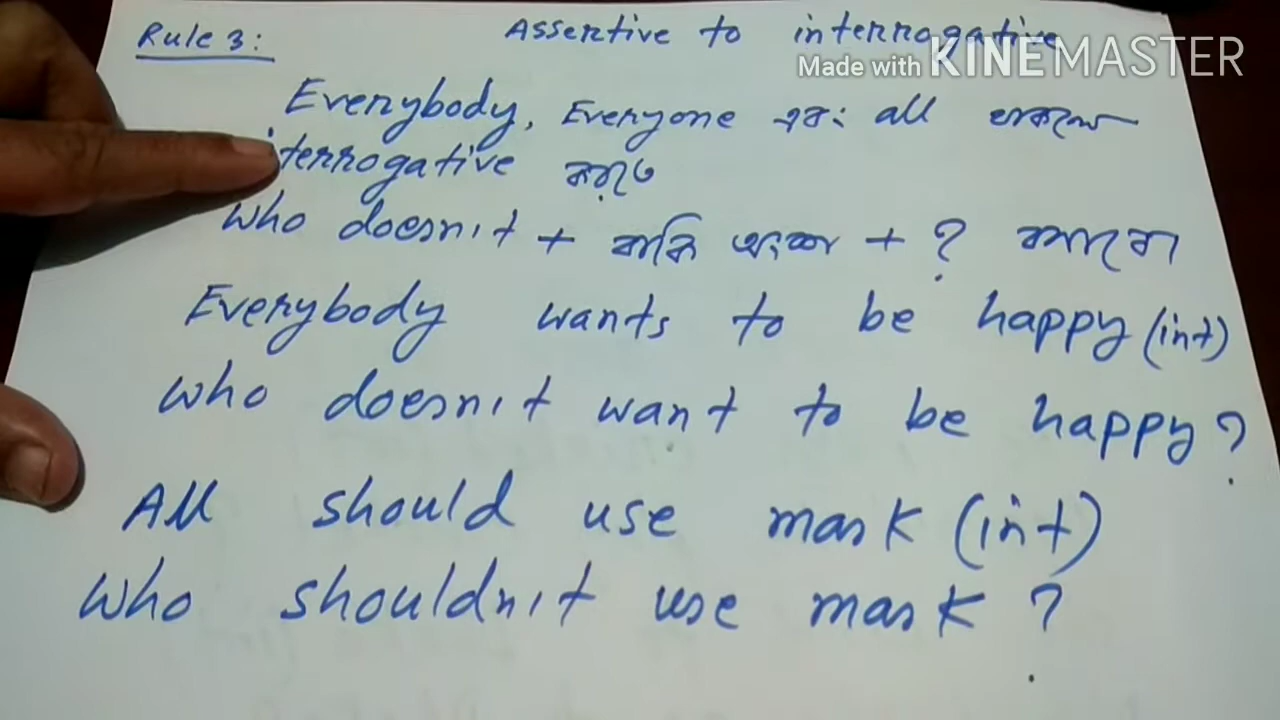 Rule 3: Assertive to interrogative
Made with KINEMASTER
Everybody, Everyone এবং all থাকলে
interrogative করতে
Who doesn't + বাকি অংশ + ? বসাবো
Everybody wants to be happy (int)
Who doesn't want to be happy ?
All should use mask (int)
Who shouldn't use mask ?